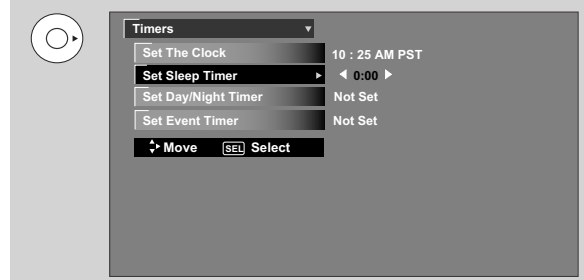 Timers
Set The Clock 10 : 25 AM PST
Set Sleep Timer 0:00
Set Day/Night Timer Not Set
Set Event Timer Not Set
Move SEL Select